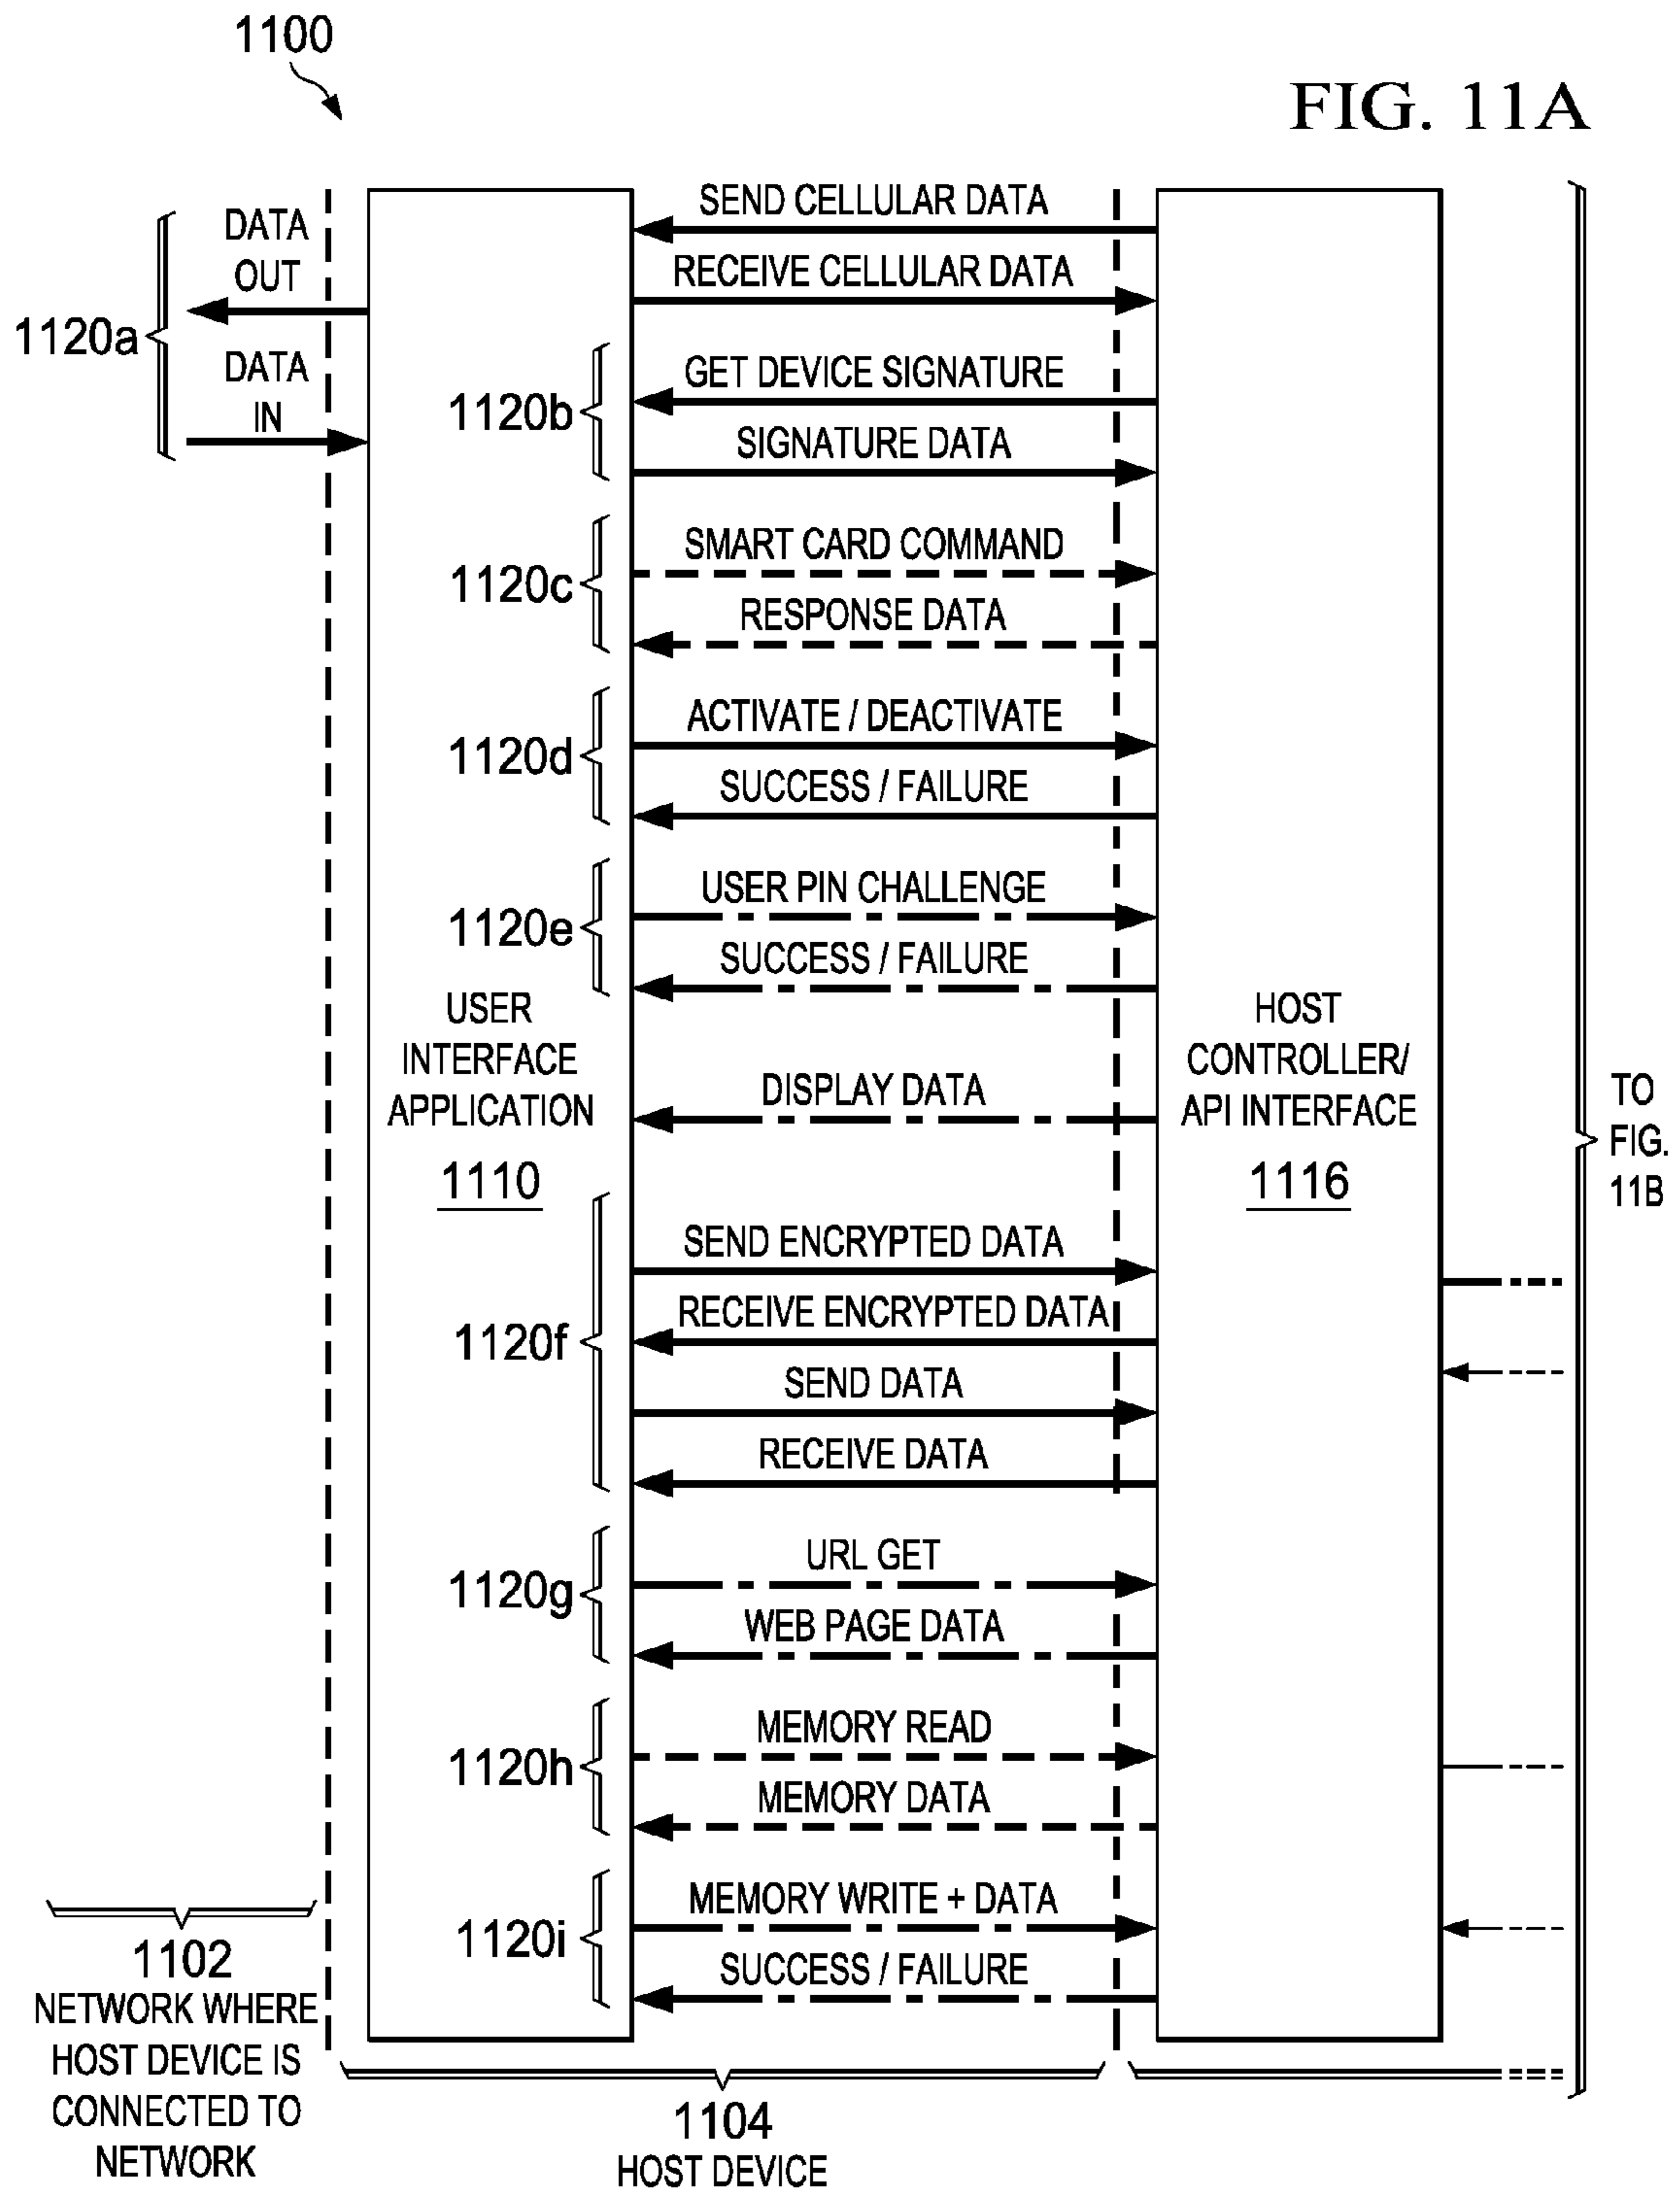 1100
FIG. 11A
DATA
OUT
1120a
DATA
IN
SEND CELLULAR DATA
RECEIVE CELLULAR DATA
1120b
GET DEVICE SIGNATURE
SIGNATURE DATA
1120c
SMART CARD COMMAND
RESPONSE DATA
1120d
ACTIVATE / DEACTIVATE
SUCCESS / FAILURE
1120e
USER PIN CHALLENGE
SUCCESS / FAILURE
USER
INTERFACE
APPLICATION
1110
DISPLAY DATA
HOST
CONTROLLER/
API INTERFACE
1116
TO
FIG.
11B
1120f
SEND ENCRYPTED DATA
RECEIVE ENCRYPTED DATA
SEND DATA
RECEIVE DATA
1120g
URL GET
WEB PAGE DATA
1120h
MEMORY READ
MEMORY DATA
1120i
MEMORY WRITE + DATA
SUCCESS / FAILURE
1102
NETWORK WHERE
HOST DEVICE IS
CONNECTED TO
NETWORK
1104
HOST DEVICE